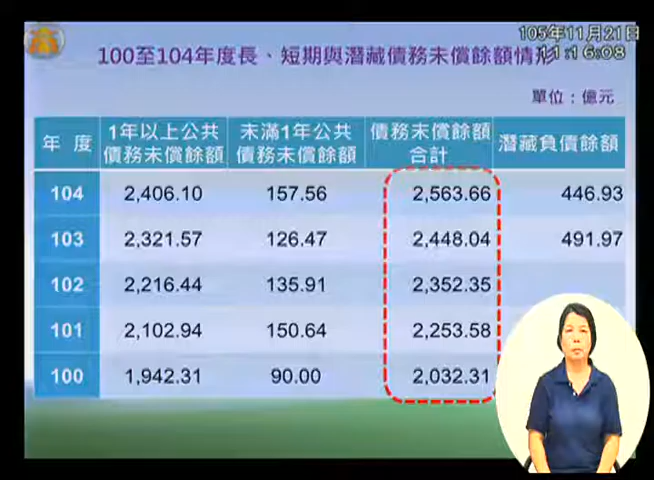 105年11月21日
11:16:08
100至104年度長、短期與潛藏債務未償餘額情形
單位：億元
年 度 1年以上公共債務未償餘額 未滿1年公共債務未償餘額 債務未償餘額合計 潛藏負債餘額
104 2,406.10 157.56 2,563.66 446.93
103 2,321.57 126.47 2,448.04 491.97
102 2,216.44 135.91 2,352.35
101 2,102.94 150.64 2,253.58
100 1,942.31 90.00 2,032.31